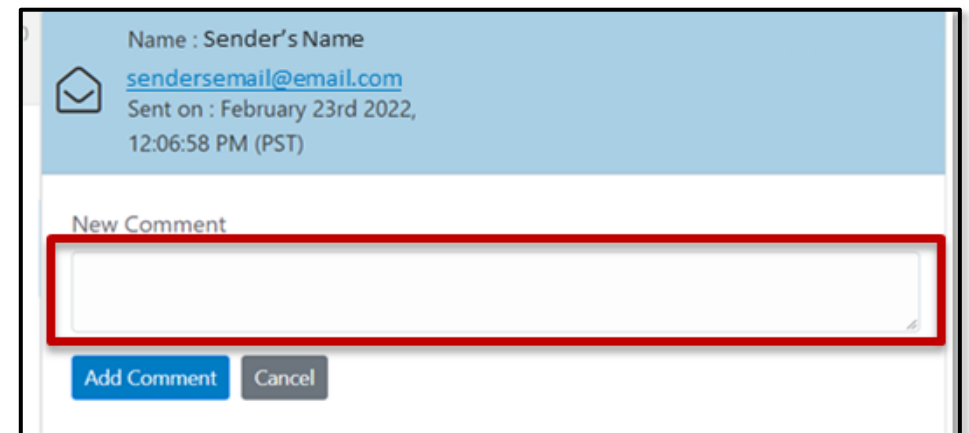 Name : Sender's Name
sendersemail@email.com
Sent on : February 23rd 2022,
12:06:58 PM (PST)
New Comment
Add Comment Cancel